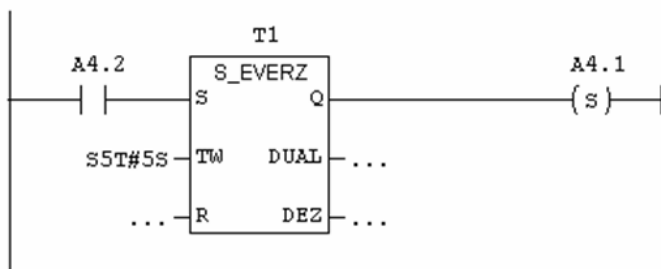 T1
A4.2 S_EVERZ A4.1
S Q (S)
S5T#5S TW DUAL ...
... R DEZ ...